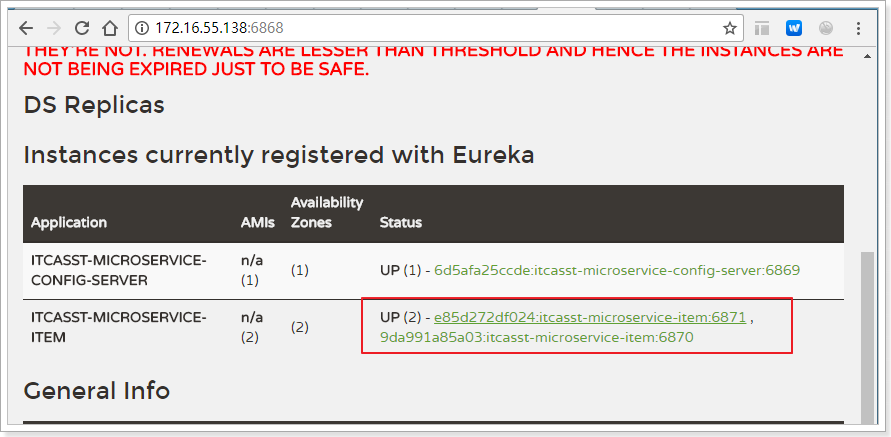 172.16.55.138:6868
THEY'RE NOT. RENEWALS ARE LESSER THAN THRESHOLD AND HENCE THE INSTANCES ARE
NOT BEING EXPIRED JUST TO BE SAFE.
DS Replicas
Instances currently registered with Eureka
Application AMIs Availability Zones Status
ITCASST-MICROSERVICE-
CONFIG-SERVER
n/a
(1)
(1)
UP (1) - 6d5afa25ccde:itcasst-microservice-config-server:6869
ITCASST-MICROSERVICE-
ITEM
n/a
(2)
(2)
UP (2) - e85d272df024:itcasst-microservice-item:6871 ,
9da991a85a03:itcasst-microservice-item:6870
General Info